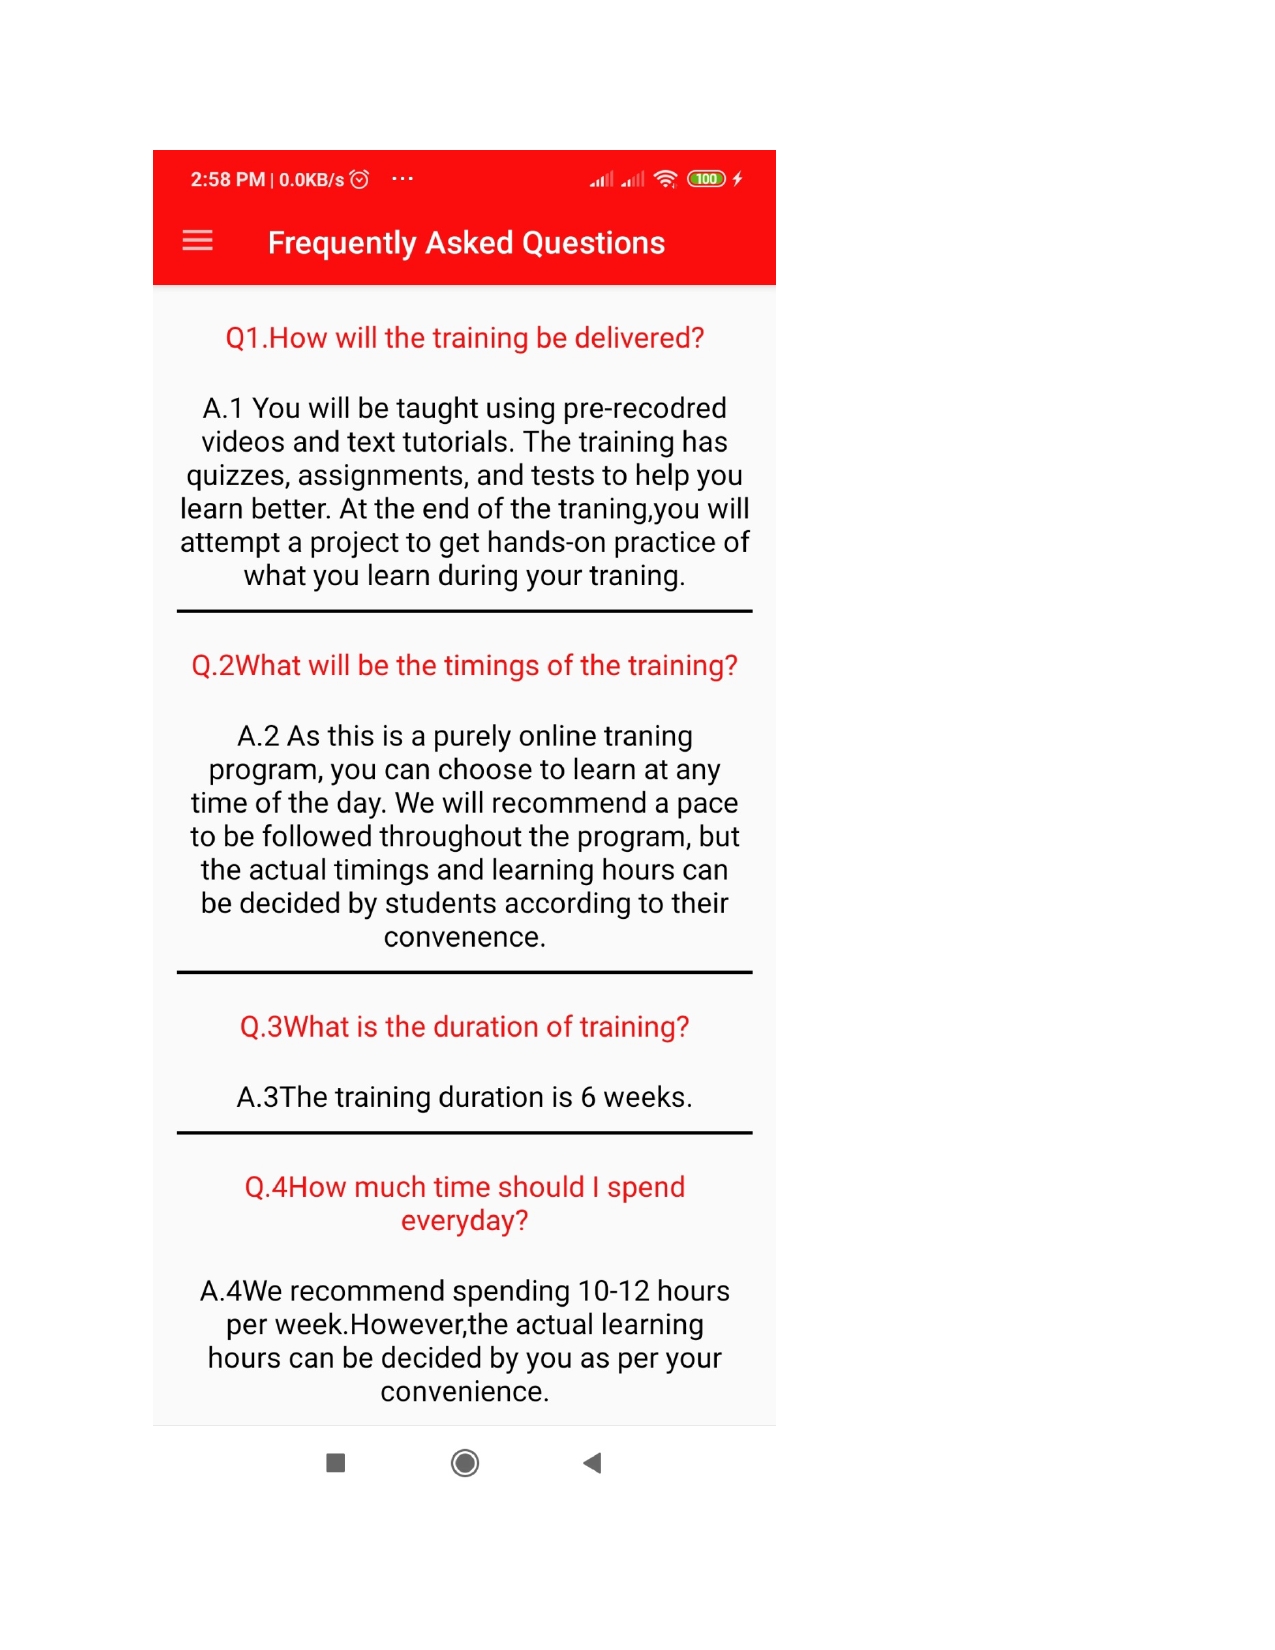 2:58 PM | 0.0KB/s ... 100
Frequently Asked Questions
Q1.How will the training be delivered?
A.1 You will be taught using pre-recodred
videos and text tutorials. The training has
quizzes, assignments, and tests to help you
learn better. At the end of the traning,you will
attempt a project to get hands-on practice of
what you learn during your traning.
Q.2What will be the timings of the training?
A.2 As this is a purely online traning
program, you can choose to learn at any
time of the day. We will recommend a pace
to be followed throughout the program, but
the actual timings and learning hours can
be decided by students according to their
convenence.
Q.3What is the duration of training?
A.3The training duration is 6 weeks.
Q.4How much time should I spend
everyday?
A.4We recommend spending 10-12 hours
per week.However,the actual learning
hours can be decided by you as per your
convenience.